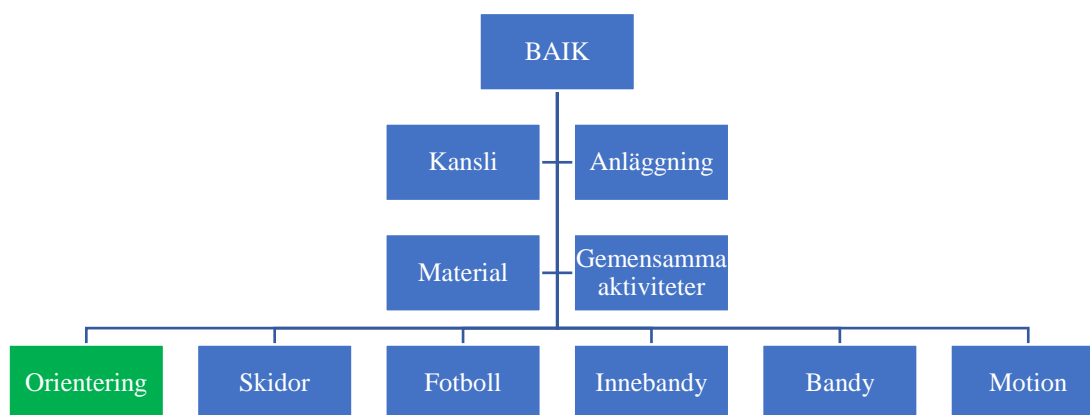 BAIK
Kansli
Anläggning
Material
Gemensamma
aktiviteter
Orientering
Skidor
Fotboll
Innebandy
Bandy
Motion